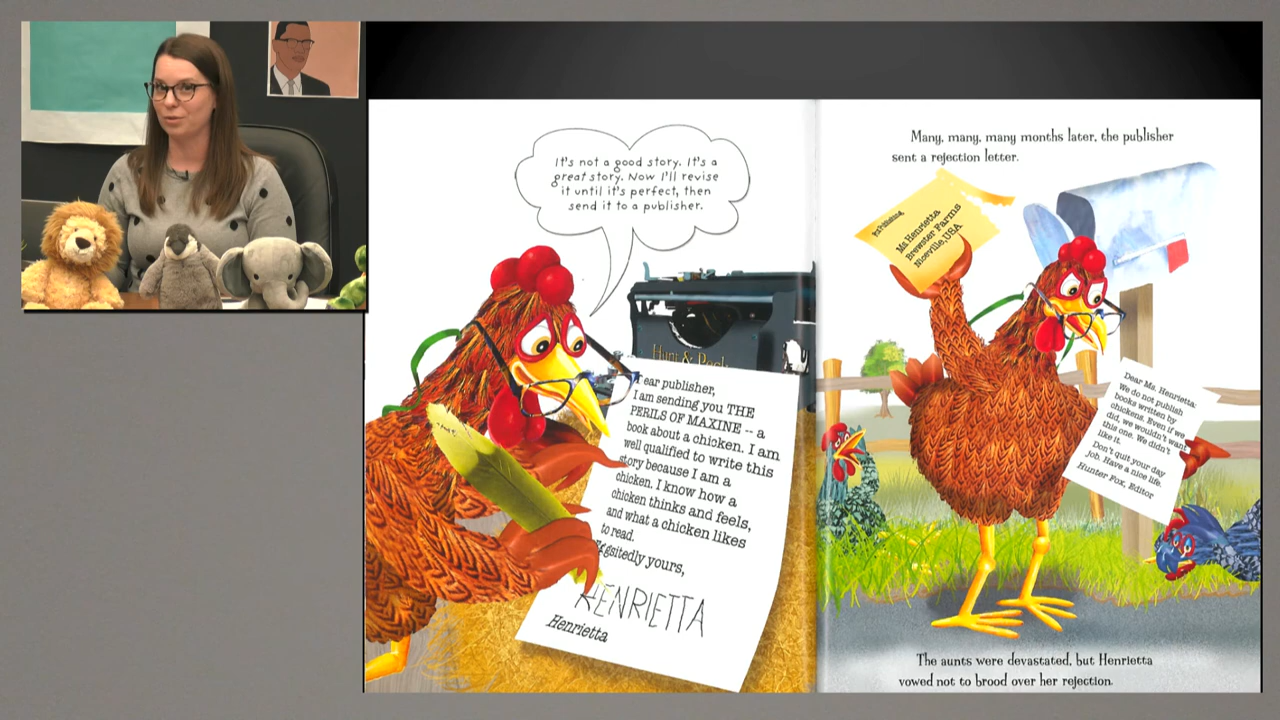 It's not a good story. It's a
great story. Now I'll revise
it until it's perfect, then
send it to a publisher.
Hunt & Peck
ear publisher,
I am sending you THE
PERILS OF MAXINE -- a
book about a chicken. I am
well qualified to write this
story because I am a
chicken. I know how a
chicken thinks and feels,
and what a chicken likes
to read.
Eggsitedly yours,
HENRIETTA
Henrietta
Many, many, many months later, the publisher
sent a rejection letter.
Publishing
Ms Henrietta
Brewster Farms
Niceville, USA
Dear Ms. Henrietta:
We do not publish
books written by
chickens. Even if we
did, we wouldn't want
this one. We didn't
like it.
Don't quit your day
job. Have a nice life.
Hunter Fox, Editor
The aunts were devastated, but Henrietta
vowed not to brood over her rejection.